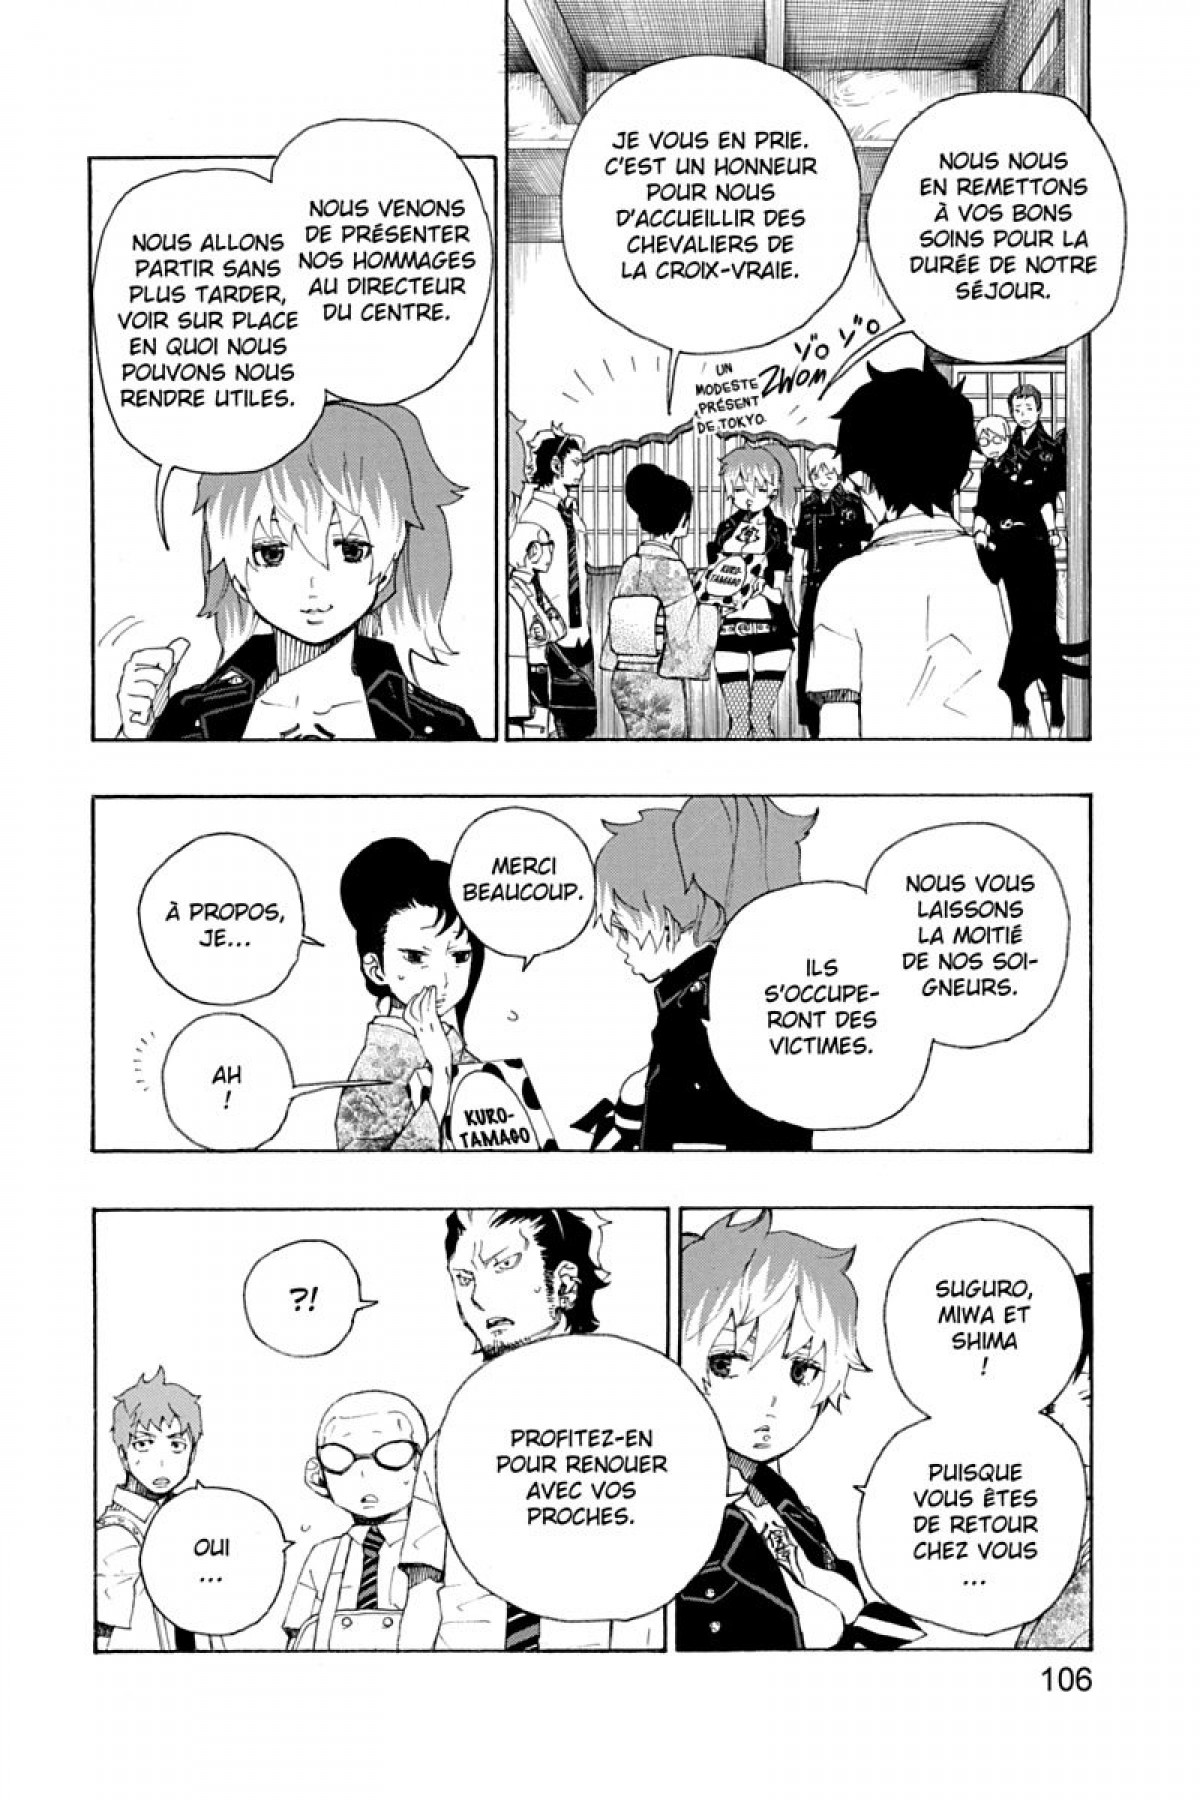 NOUS NOUS
EN REMETTONS
À VOS BONS
SOINS POUR LA
DURÉE DE NOTRE
SÉJOUR.
JE VOUS EN PRIE.
C'EST UN HONNEUR
POUR NOUS
D'ACCUEILLIR DES
CHEVALIERS DE
LA CROIX-VRAIE.
ゾロ ゾロ
ZWOM
UN
MODESTE
PRÉSENT
DE TOKYO.
KURO-
TAMAGO
NOUS VENONS
DE PRÉSENTER
NOS HOMMAGES
AU DIRECTEUR
DU CENTRE.
NOUS ALLONS
PARTIR SANS
PLUS TARDER,
VOIR SUR PLACE
EN QUOI NOUS
POUVONS NOUS
RENDRE UTILES.
NOUS VOUS
LAISSONS
LA MOITIÉ
DE NOS SOI-
GNEURS.
ILS
S'OCCUPE-
RONT DES
VICTIMES.
MERCI
BEAUCOUP.
À PROPOS,
JE...
AH
!
KURO-
TAMAGO
SUGURO,
MIWA ET
SHIMA
!
PUISQUE
VOUS ÊTES
DE RETOUR
CHEZ VOUS
...
PROFITEZ-EN
POUR RENOUER
AVEC VOS
PROCHES.
?!
OUI
...
106